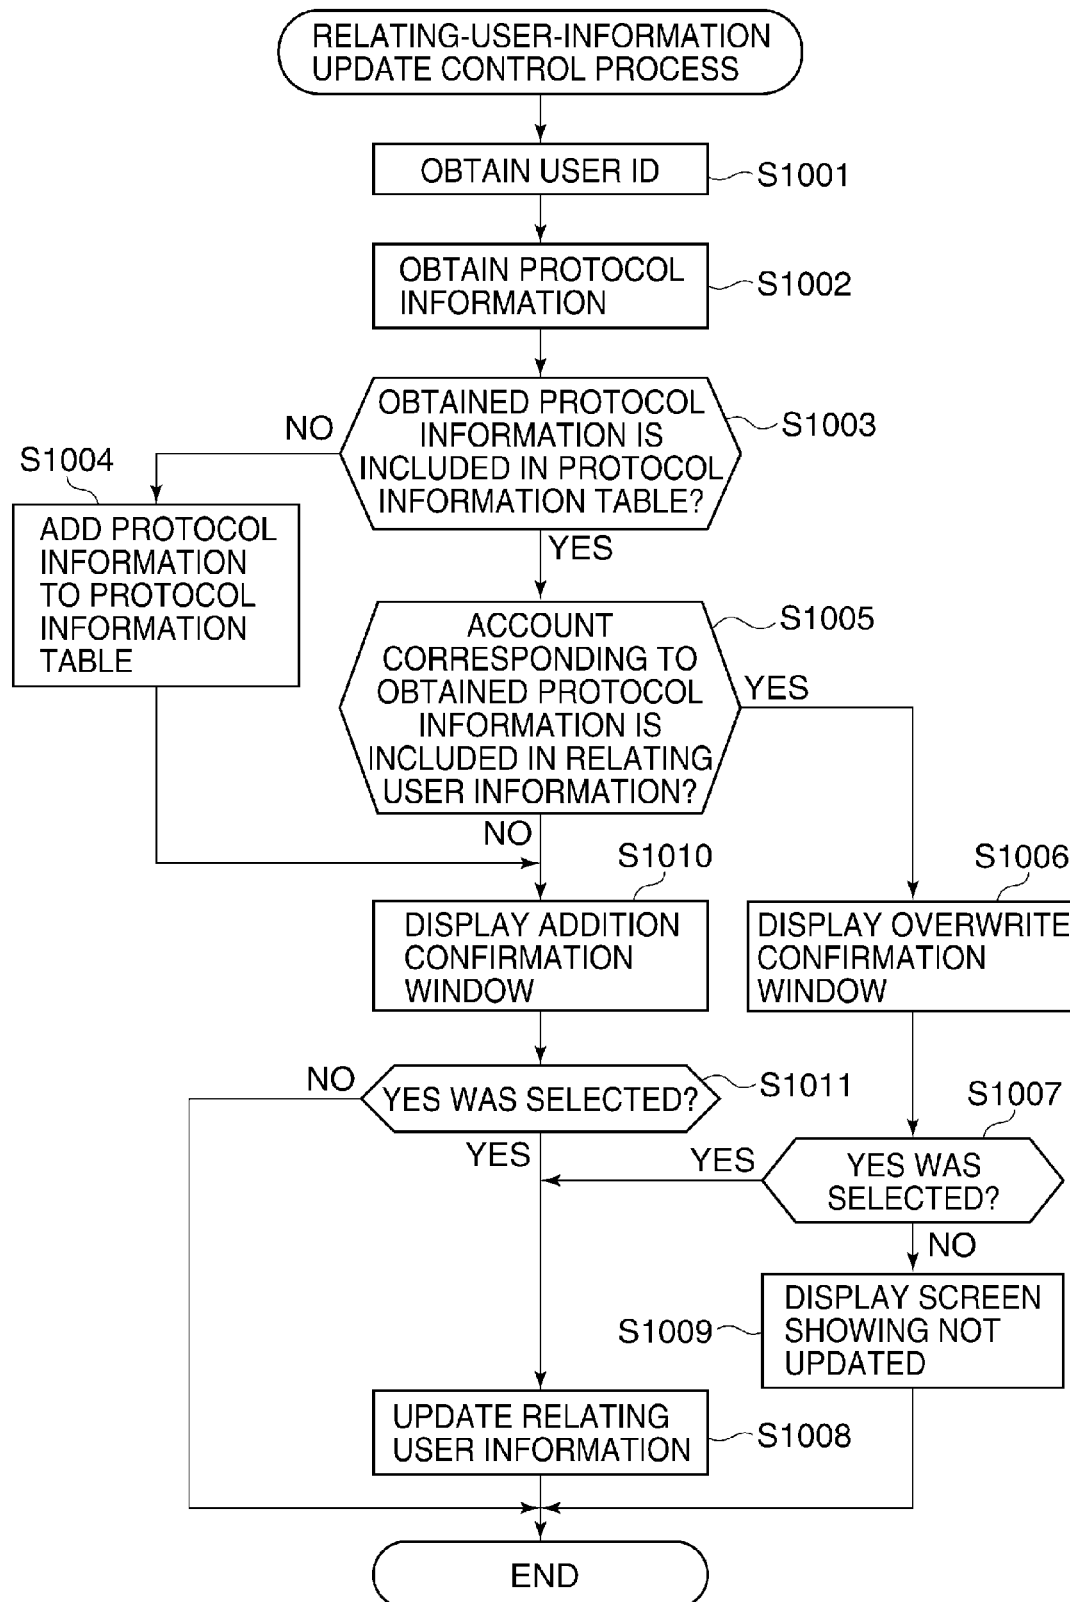 RELATING-USER-INFORMATION
UPDATE CONTROL PROCESS
OBTAIN USER ID
S1001
OBTAIN PROTOCOL
INFORMATION
S1002
OBTAINED PROTOCOL
INFORMATION IS
INCLUDED IN PROTOCOL
INFORMATION TABLE?
S1003
NO
YES
S1004
ADD PROTOCOL
INFORMATION
TO PROTOCOL
INFORMATION
TABLE
ACCOUNT
CORRESPONDING TO
OBTAINED PROTOCOL
INFORMATION IS
INCLUDED IN RELATING
USER INFORMATION?
S1005
YES
NO
S1010
DISPLAY ADDITION
CONFIRMATION
WINDOW
S1006
DISPLAY OVERWRITE
CONFIRMATION
WINDOW
NO
YES WAS SELECTED?
S1011
YES
S1007
YES
YES WAS
SELECTED?
NO
S1009
DISPLAY SCREEN
SHOWING NOT
UPDATED
UPDATE RELATING
USER INFORMATION
S1008
END